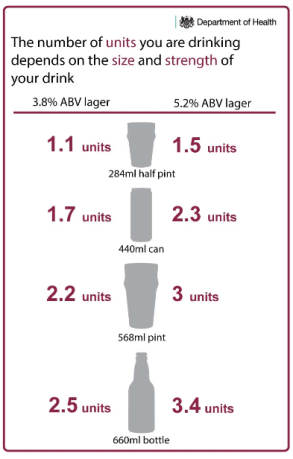 Department of Health
The number of units you are drinking
depends on the size and strength of
your drink
3.8% ABV lager 5.2% ABV lager
1.1 units 1.5 units
284ml half pint
1.7 units 2.3 units
440ml can
2.2 units 3 units
568ml pint
2.5 units 3.4 units
660ml bottle